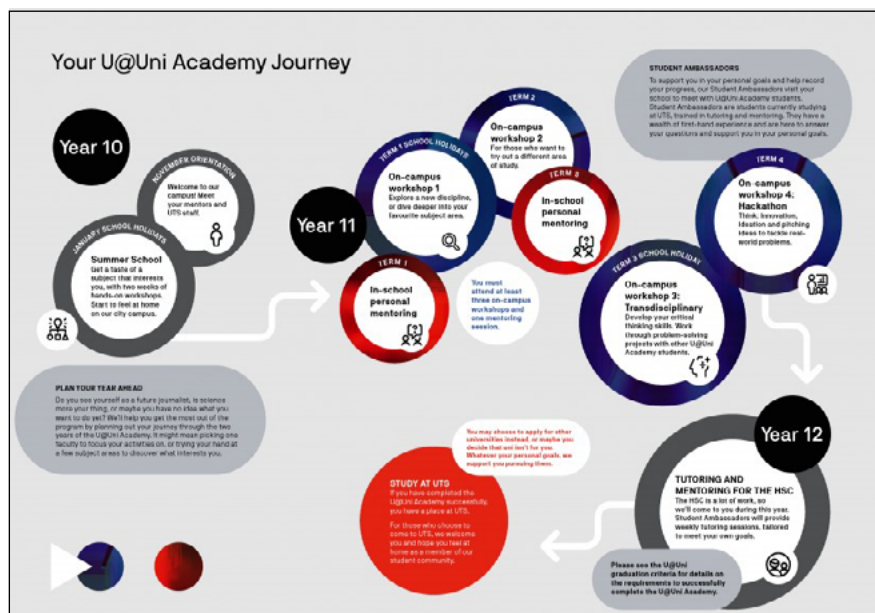 Your U@Uni Academy Journey
Year 10
NOVEMBER ORIENTATION
Welcome to our
campus! Meet
your mentors and
UTS staff.
JANUARY SCHOOL HOLIDAYS
Summer School
Get a taste of a
subject that interests
you, with two weeks of
hands-on workshops.
Start to feel at home
on our city campus.
PLAN YOUR YEAR AHEAD
Do you see yourself as a future journalist, is science
more your thing, or maybe you have no idea what you
want to do yet? We'll help you get the most out of the
program by planning out your journey through the two
years of the U@Uni Academy. It might mean picking one
faculty to focus your activities on, or trying your hand at
a few subject areas to discover what interests you.
Year 11
TERM 1
In-school
personal
mentoring
TERM 1 SCHOOL HOLIDAYS
On-campus
workshop 1
Explore a new discipline,
or dive deeper into your
favourite subject area.
TERM 2
On-campus
workshop 2
For those who want to
try out a different area
of study.
TERM 3
In-school
personal
mentoring
You must
attend at least
three on-campus
workshops and
one mentoring
session.
TERM 3 SCHOOL HOLIDAY
On-campus
workshop 3:
Transdisciplinary
Develop your critical
thinking skills. Work
through problem-solving
projects with other U@Uni
Academy students.
TERM 4
On-campus
workshop 4:
Hackathon
Think, innovation,
ideation and pitching
ideas to tackle real-
world problems.
STUDENT AMBASSADORS
To support you in your personal goals and help record
your progress, our Student Ambassadors visit your
school to meet with U@Uni Academy students.
Student Ambassadors are students currently studying
at UTS, trained in tutoring and mentoring. They have a
wealth of first-hand experience and are here to answer
your questions and support you in your personal goals.
Year 12
TUTORING AND
MENTORING FOR THE HSC
The HSC is a lot of work, so
we'll come to you during this year.
Student Ambassadors will provide
weekly tutoring sessions, tailored
to meet your own goals.
Please see the U@Uni
graduation criteria for details on
the requirements to successfully
complete the U@Uni Academy.
You may choose to apply for other
universities instead, or maybe you
decide that uni isn't for you.
Whatever your personal goals, we
support you pursuing them.
STUDY AT UTS
If you have completed the
U@Uni Academy successfully,
you have a place at UTS.
For those who choose to
come to UTS, we welcome
you and hope you feel at
home as a member of our
student community.